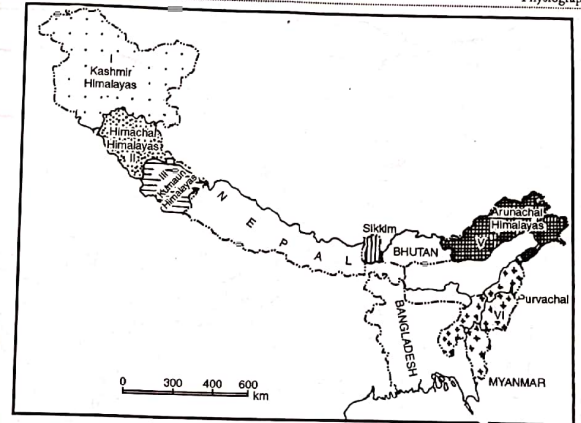 Physiograp
I
Kashmir
Himalayas
Himachal
Himalayas
II
III
Kumaun
Himalayas
NEPAL
Sikkim
BHUTAN
Arunachal
Himalayas
V
Purvachal
VI
BANGLADESH
MYANMAR
0 300 400 600
km